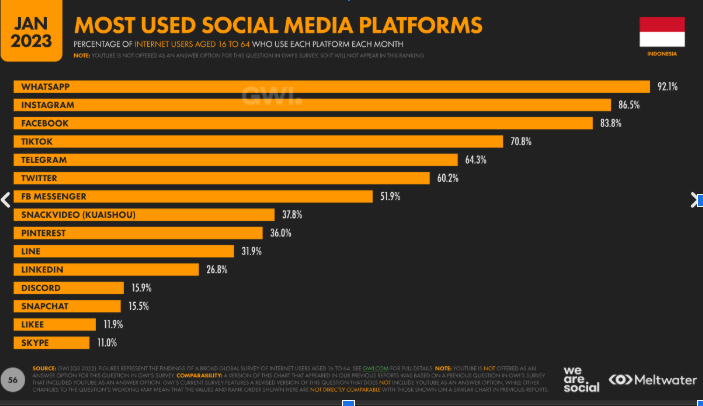 JAN
2023
MOST USED SOCIAL MEDIA PLATFORMS
PERCENTAGE OF INTERNET USERS AGED 16 TO 64 WHO USE EACH PLATFORM EACH MONTH
NOTE: YOUTUBE IS NOT OFFERED AS AN ANSWER OPTION FOR THIS QUESTION IN GWI'S SURVEY, SO IT WILL NOT APPEAR IN THIS RANKING
INDONESIA
GWI.
WHATSAPP 92.1%
INSTAGRAM 86.5%
FACEBOOK 83.8%
TIKTOK 70.8%
TELEGRAM 64.3%
TWITTER 60.2%
FB MESSENGER 51.9%
SNACKVIDEO (KUAISHOU) 37.8%
PINTEREST 36.0%
LINE 31.9%
LINKEDIN 26.8%
DISCORD 15.9%
SNAPCHAT 15.5%
LIKEE 11.9%
SKYPE 11.0%
56
SOURCE: GWI (Q3 2022). FIGURES REPRESENT THE FINDINGS OF A BROAD GLOBAL SURVEY OF INTERNET USERS AGED 16 TO 64. SEE GWI.COM FOR FULL DETAILS. NOTE: YOUTUBE IS NOT OFFERED AS AN
ANSWER OPTION FOR THIS QUESTION IN GWI'S SURVEY. COMPARABILITY: A VERSION OF THIS CHART THAT APPEARED IN OUR PREVIOUS REPORTS WAS BASED ON A PREVIOUS QUESTION IN GWI'S SURVEY
THAT INCLUDED YOUTUBE AS AN ANSWER OPTION. GWI'S CURRENT SURVEY FEATURES A REVISED VERSION OF THIS QUESTION THAT DOES NOT INCLUDE YOUTUBE AS AN ANSWER OPTION, WHILE OTHER
CHANGES TO THE QUESTION'S WORDING MAY MEAN THAT THE VALUES AND RANK ORDER SHOWN HERE ARE NOT DIRECTLY COMPARABLE WITH THOSE SHOWN ON A SIMILAR CHART IN PREVIOUS REPORTS.
we
are.
social
Meltwater